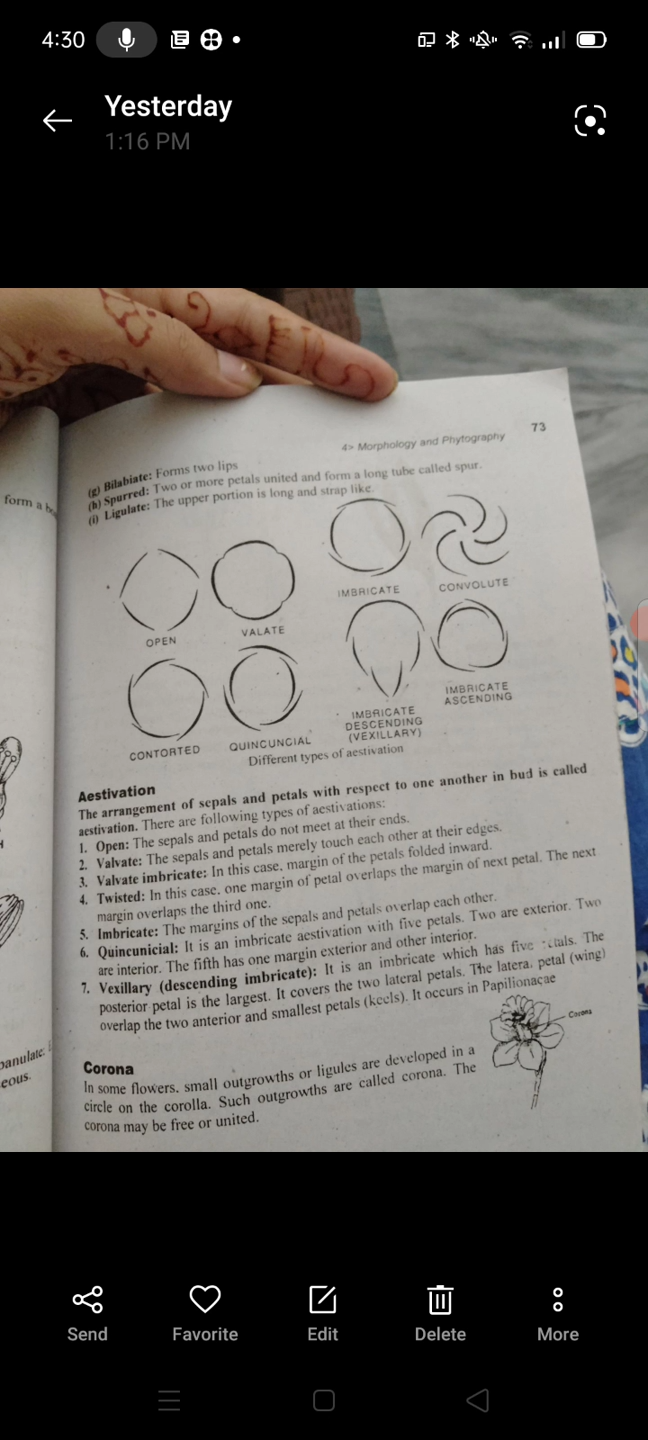 4:30
Yesterday
1:16 PM
73
4> Morphology and Phytography
(g) Bilabiate: Forms two lips
(h) Spurred: Two or more petals united and form a long tube called spur.
(i) Ligulate: The upper portion is long and strap like.
form a
OPEN
VALATE
IMBRICATE
CONVOLUTE
CONTORTED
QUINCUNCIAL
IMBRICATE
DESCENDING
(VEXILLARY)
IMBRICATE
ASCENDING
Different types of aestivation
Aestivation
The arrangement of sepals and petals with respect to one another in bud is called
aestivation. There are following types of aestivations:
1. Open: The sepals and petals do not meet at their ends.
2. Valvate: The sepals and petals merely touch each other at their edges.
3. Valvate imbricate: In this case, margin of the petals folded inward.
4. Twisted: In this case, one margin of petal overlaps the margin of next petal. The next
margin overlaps the third one.
5. Imbricate: The margins of the sepals and petals overlap each other.
6. Quincunicial: It is an imbricate aestivation with five petals. Two are exterior. Two
are interior. The fifth has one margin exterior and other interior.
7. Vexillary (descending imbricate): It is an imbricate which has five The
posterior petal is the largest. It covers the two lateral petals. The petal (wing)
overlap the two anterior and smallest petals (keels). It occurs in Papilionacae
Corona
Corona
In some flowers, small outgrowths or ligules are developed in a
circle on the corolla. Such outgrowths are called corona. The
corona may be free or united.
Send
Favorite
Edit
Delete
More